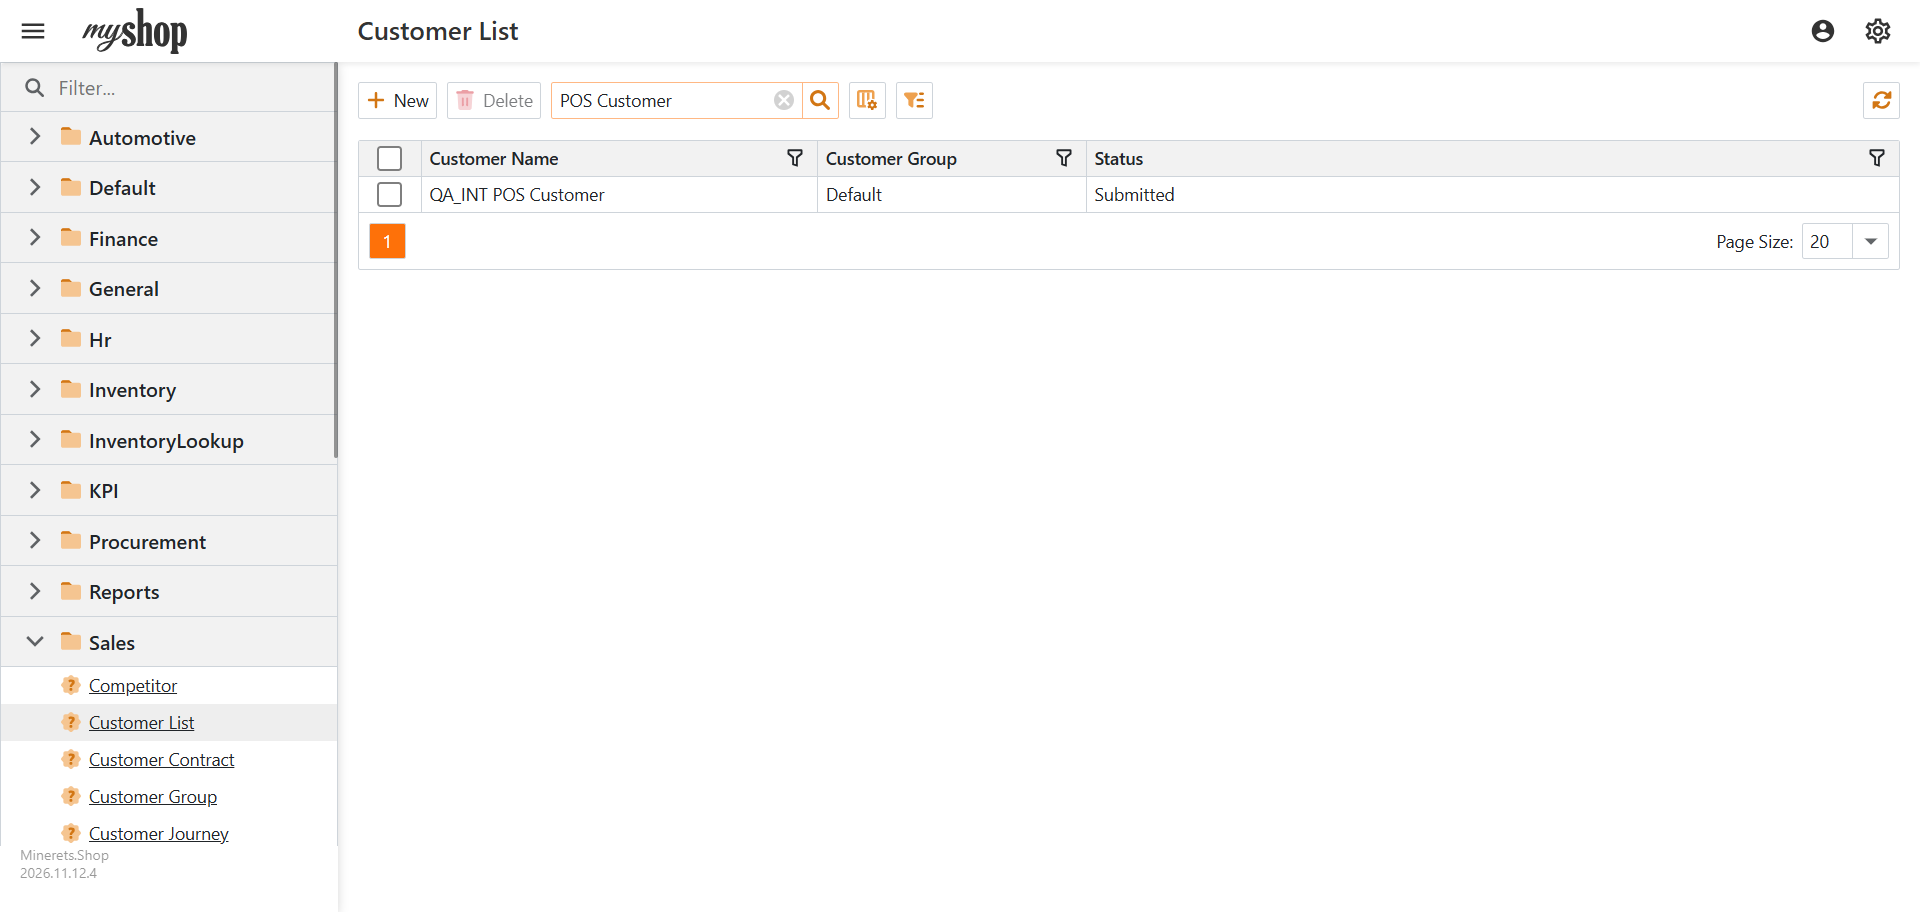 myshop
Customer List
Filter...
New
Delete
POS Customer
Automotive
Default
Finance
General
Hr
Inventory
InventoryLookup
KPI
Procurement
Reports
Sales
Competitor
Customer List
Customer Contract
Customer Group
Customer Journey
Minerets.Shop
2026.11.12.4
Customer Name
Customer Group
Status
QA_INT POS Customer
Default
Submitted
1
Page Size:
20